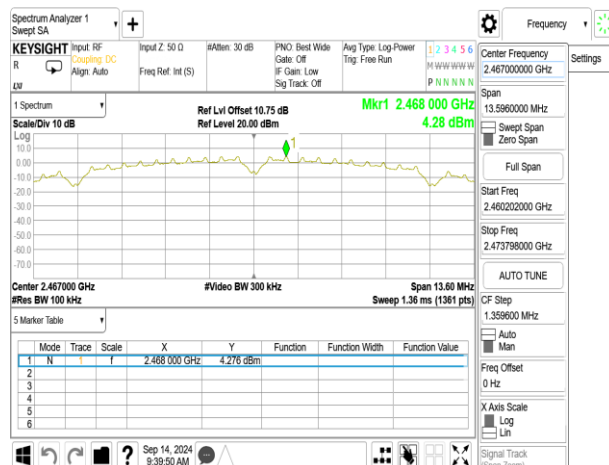 Spectrum Analyzer 1
Swept SA
+
Frequency
KEYSIGHT
R
LXI
Input: RF
Coupling: DC
Align: Auto
Input Z: 50 Ω
Freq Ref: Int (S)
#Atten: 30 dB
PNO: Best Wide
Gate: Off
IF Gain: Low
Sig Track: Off
Avg Type: Log-Power
Trig: Free Run
1 2 3 4 5 6
M W W W W W
P N N N N N
Center Frequency
2.467000000 GHz
Settings
Span
13.5960000 MHz
Swept Span
Zero Span
Full Span
Start Freq
2.460202000 GHz
Stop Freq
2.473798000 GHz
AUTO TUNE
CF Step
1.359600 MHz
Auto
Man
Freq Offset
0 Hz
X Axis Scale
Log
Lin
Signal Track
(Span Zoom)
1 Spectrum
Scale/Div 10 dB
Ref Lvl Offset 10.75 dB
Ref Level 20.00 dBm
Mkr1 2.468 000 GHz
4.28 dBm
Log
10.0
0.00
-10.0
-20.0
-30.0
-40.0
-50.0
-60.0
-70.0
1
Center 2.467000 GHz
#Res BW 100 kHz
#Video BW 300 kHz
Span 13.60 MHz
Sweep 1.36 ms (1361 pts)
5 Marker Table
Mode Trace Scale X Y Function Function Width Function Value
1 N 1 f 2.468 000 GHz 4.276 dBm
2
3
4
5
6
?
Sep 14, 2024
9:39:50 AM